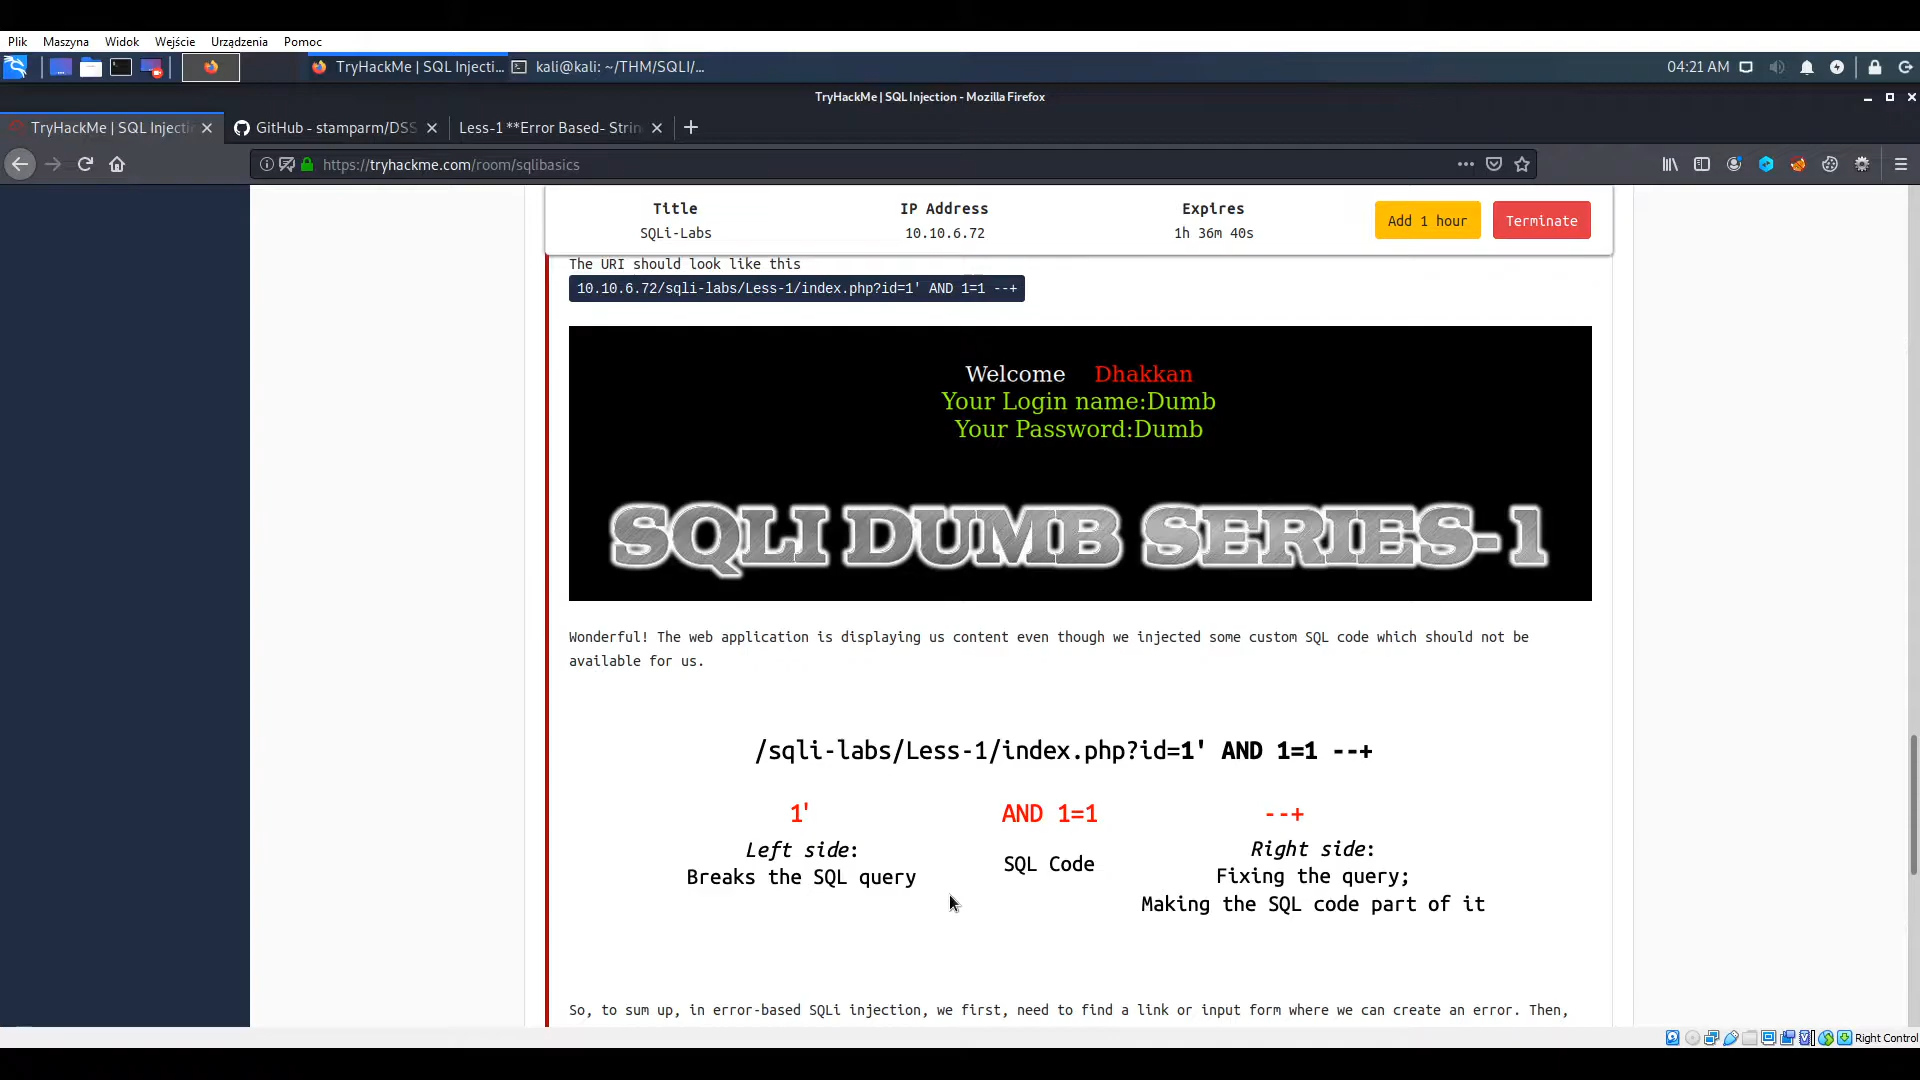 Plik Maszyna Widok Wejście Urządzenia Pomoc
TryHackMe | SQL Injecti... kali@kali: ~/THM/SQLI/... 04:21 AM
TryHackMe | SQL Injection - Mozilla Firefox
TryHackMe | SQL Injecti GitHub - stamparm/DSS Less-1 **Error Based- Strin
https://tryhackme.com/room/sqlibasics
Title IP Address Expires
SQLi-Labs 10.10.6.72 1h 36m 40s
Add 1 hour Terminate
The URI should look like this
10.10.6.72/sqli-labs/Less-1/index.php?id=1' AND 1=1 --+
Welcome Dhakkan
Your Login name:Dumb
Your Password:Dumb
SQLI DUMB SERIES-1
Wonderful! The web application is displaying us content even though we injected some custom SQL code which should not be
available for us.
/sqli-labs/Less-1/index.php?id=1' AND 1=1 --+
1' AND 1=1 --+
Left side: Right side:
Breaks the SQL query SQL Code Fixing the query;
Making the SQL code part of it
So, to sum up, in error-based SQLi injection, we first, need to find a link or input form where we can create an error. Then,
Right Control